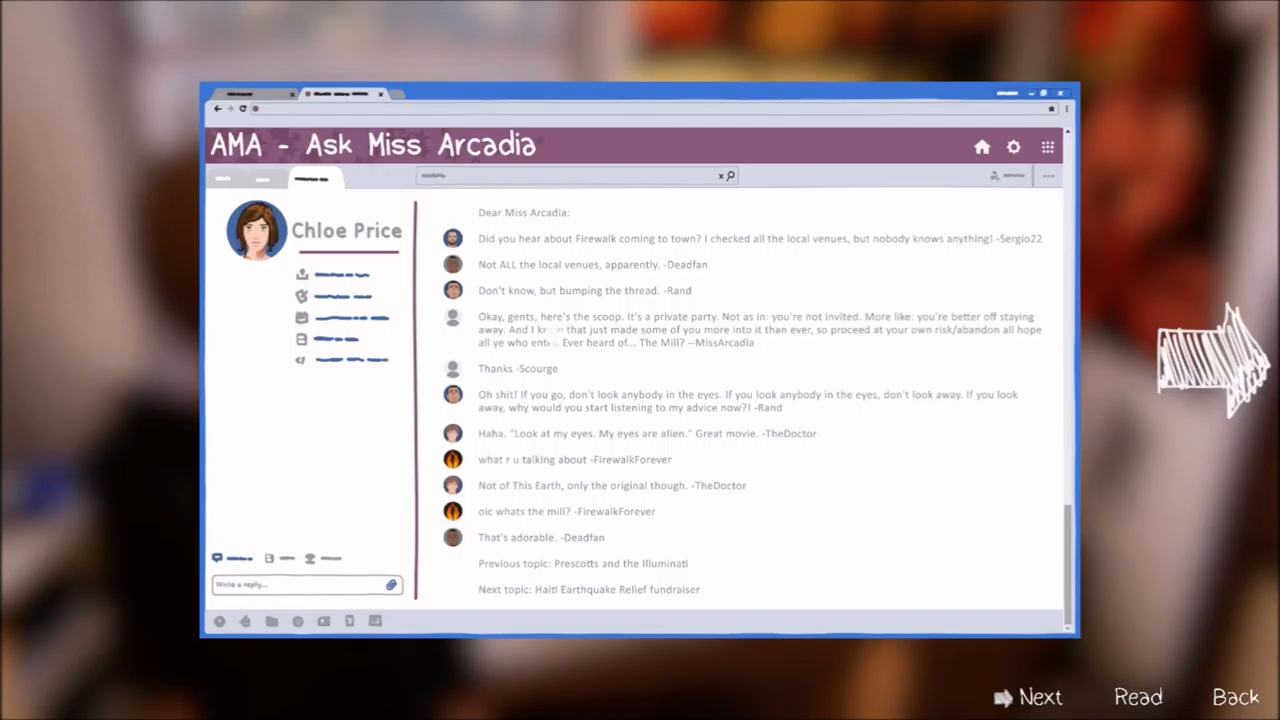 AMA - Ask Miss Arcadia
Chloe Price
Dear Miss Arcadia:
Did you hear about Firewalk coming to town? I checked all the local venues, but nobody knows anything! -Sergio22
Not ALL the local venues, apparently. -Deadfan
Don't know, but bumping the thread. -Rand
Okay, gents, here's the scoop. It's a private party. Not as in: you're not invited. More like: you're better off staying
away. And I know that just made some of you more into it than ever, so proceed at your own risk/abandon all hope
all ye who enter. Ever heard of... The Mill? --MissArcadia
Thanks -Scourge
Oh shit! If you go, don't look anybody in the eyes. If you look anybody in the eyes, don't look away. If you look
away, why would you start listening to my advice now?! -Rand
Haha. "Look at my eyes. My eyes are alien." Great movie. -TheDoctor
what r u talking about -FirewalkForever
Not of This Earth, only the original though. -TheDoctor
oic whats the mill? -FirewalkForever
That's adorable. -Deadfan
Previous topic: Prescotts and the Illuminati
Next topic: Haiti Earthquake Relief fundraiser
Write a reply...
Next
Read
Back